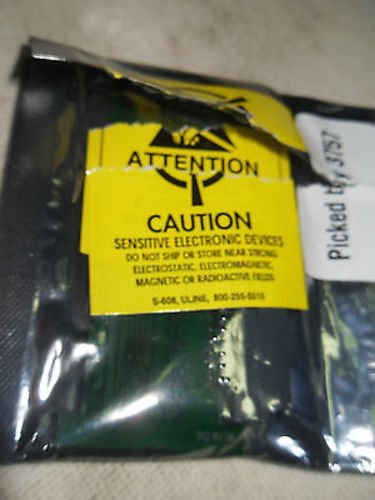 ATTENTION
CAUTION
SENSITIVE ELECTRONIC DEVICES
DO NOT SHIP OR STORE NEAR STRONG
ELECTROSTATIC, ELECTROMAGNETIC,
MAGNETIC OR RADIOACTIVE FIELDS
S-608, ULINE, 800-295-5510
Picked by 3757